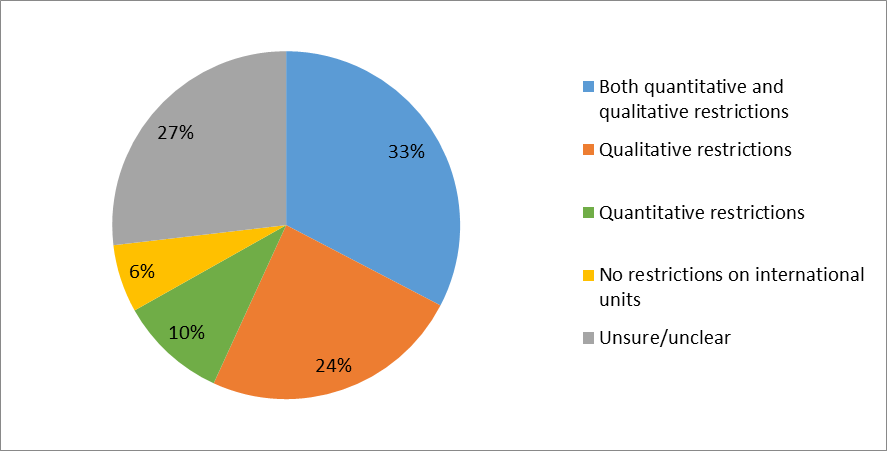 33%
24%
10%
6%
27%
Both quantitative and
qualitative restrictions
Qualitative restrictions
Quantitative restrictions
No restrictions on international
units
Unsure/unclear